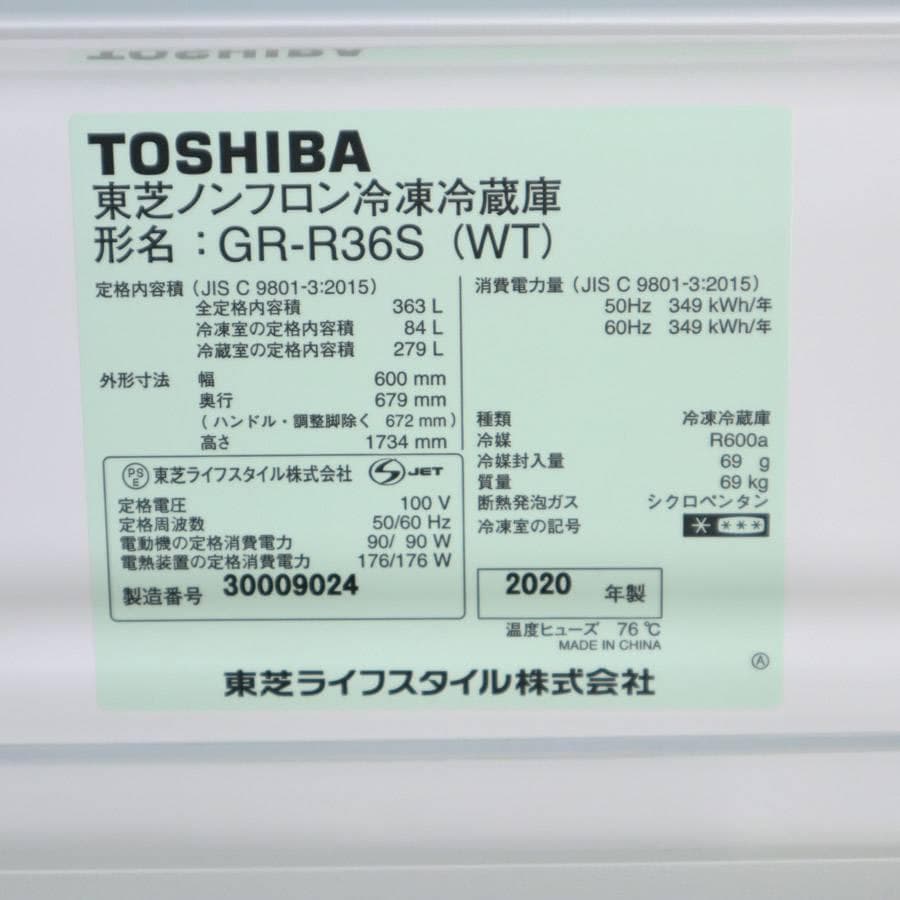 TOSHIBA
TOSHIBA
東芝ノンフロン冷凍冷蔵庫
形名：GR-R36S（WT）
定格内容積（JIS C 9801-3:2015）
全定格内容積 363 L
冷凍室の定格内容積 84 L
冷蔵室の定格内容積 279 L
外形寸法 幅 600 mm
奥行 679 mm
（ハンドル・調整脚除く 672 mm）
高さ 1734 mm
消費電力量（JIS C 9801-3:2015）
50Hz 349 kWh/年
60Hz 349 kWh/年
種類 冷凍冷蔵庫
冷媒 R600a
冷媒封入量 69 g
質量 69 kg
断熱発泡ガス シクロペンタン
冷凍室の記号 * ***
PSE 東芝ライフスタイル株式会社 S JET
定格電圧 100 V
定格周波数 50/60 Hz
電動機の定格消費電力 90/ 90 W
電熱装置の定格消費電力 176/176 W
製造番号 30009024
2020 年製
温度ヒューズ 76 ℃
MADE IN CHINA
Ⓐ
東芝ライフスタイル株式会社